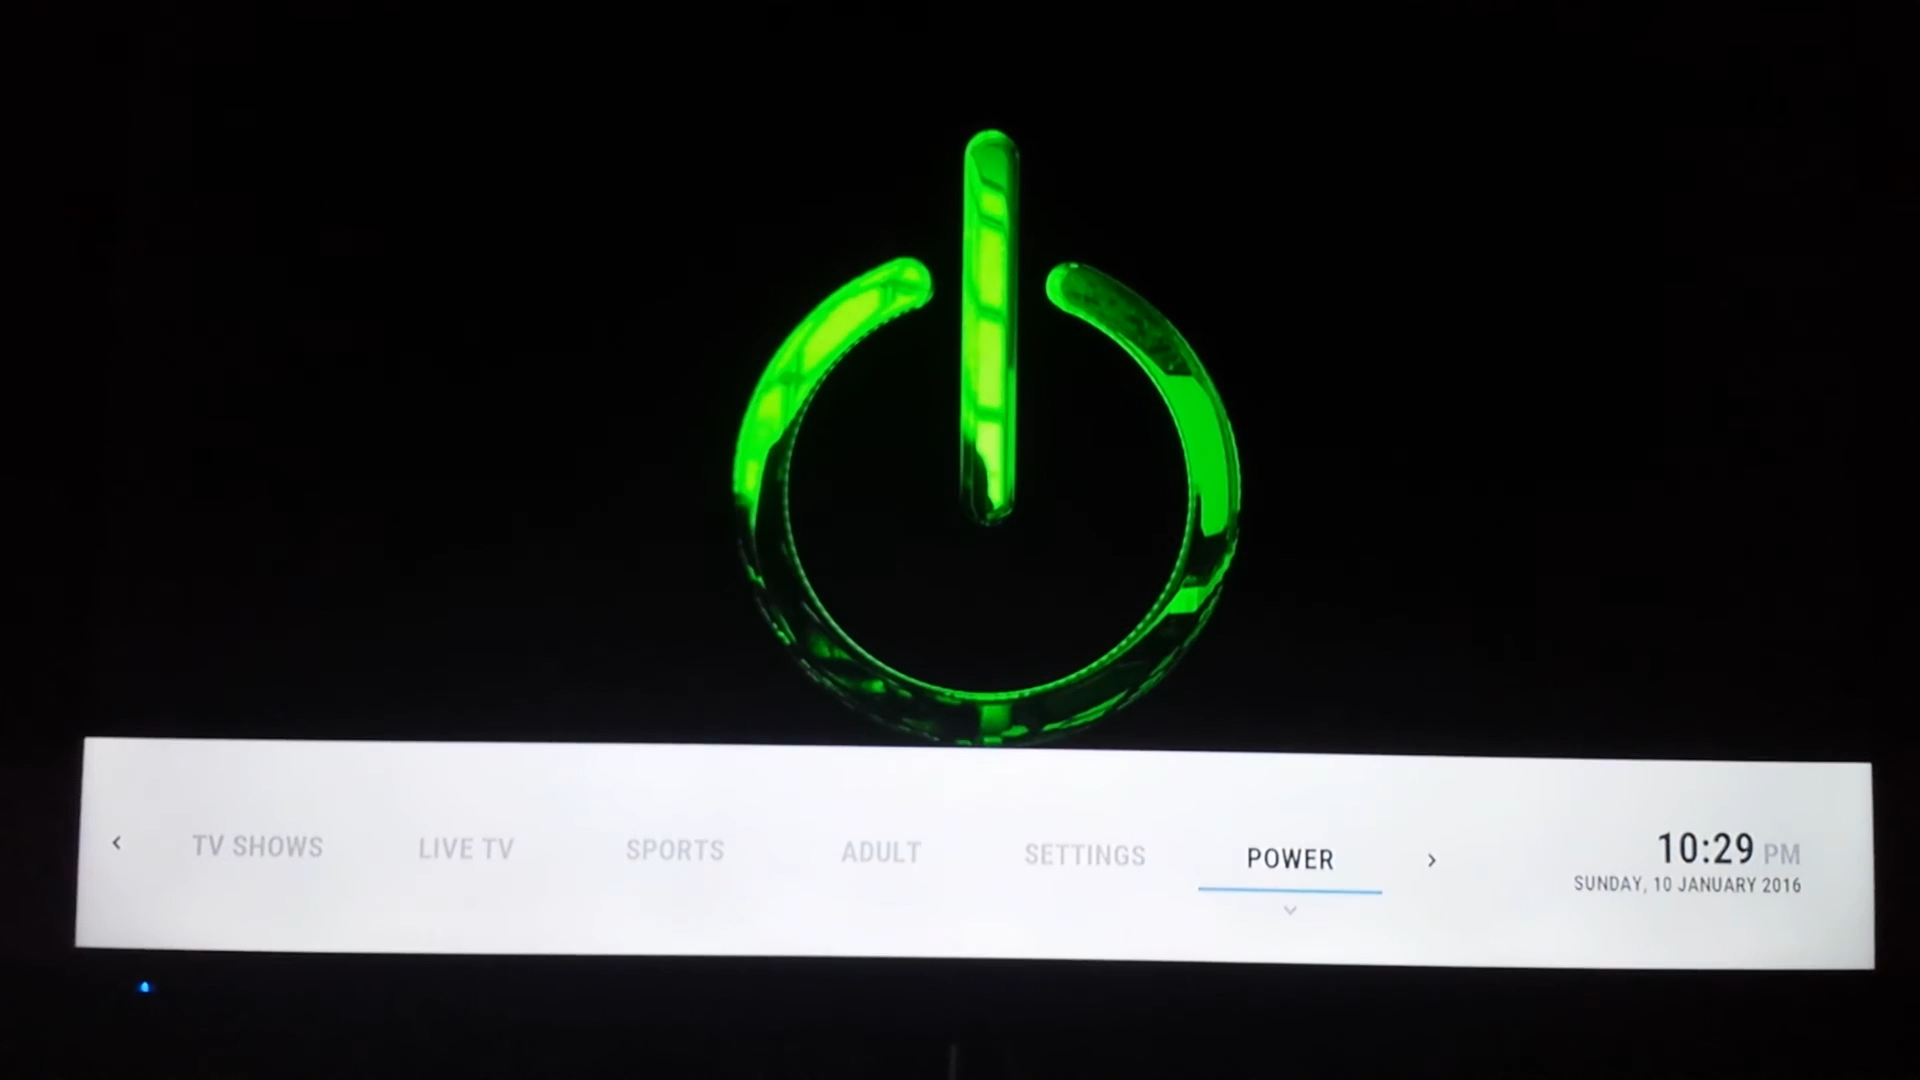 TV SHOWS LIVE TV SPORTS ADULT SETTINGS POWER
10:29 PM
SUNDAY, 10 JANUARY 2016